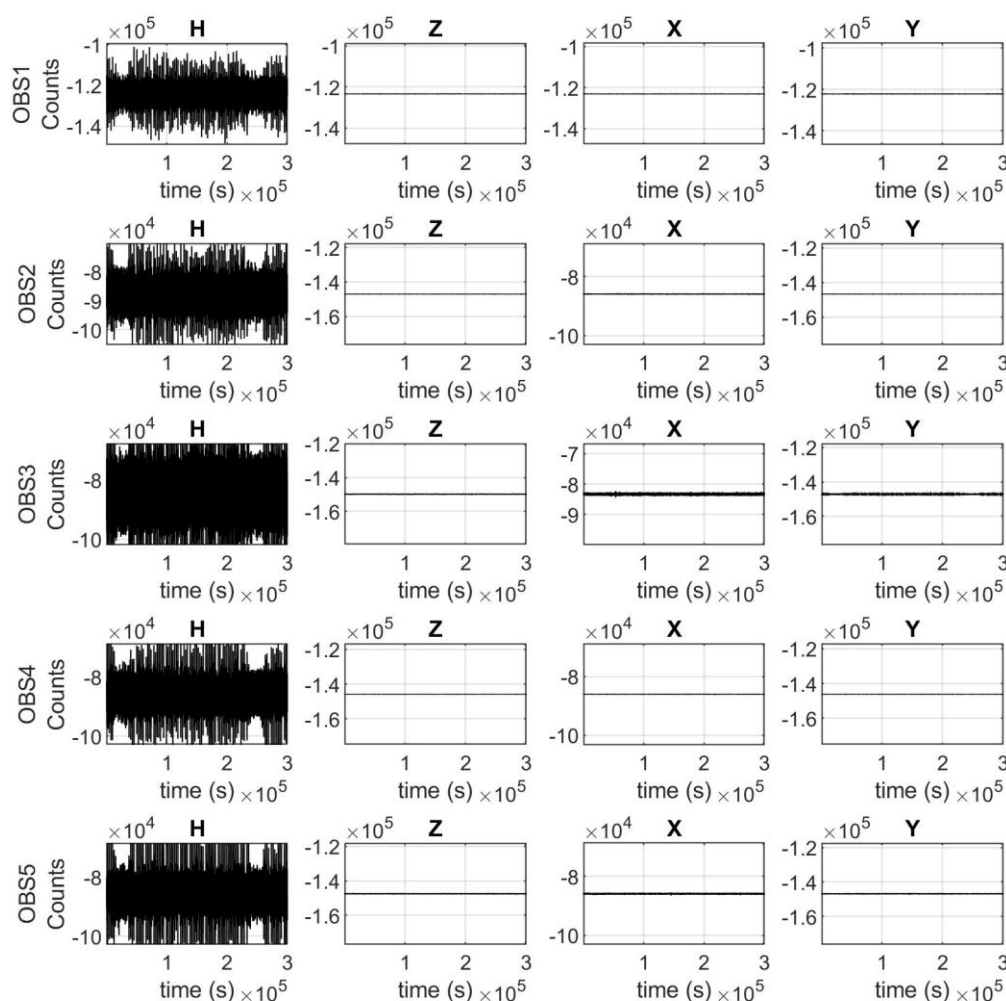 ×10⁵ H ×10⁵ Z ×10⁵ X ×10⁵ Y
OBS1
Counts
-1 -1 -1 -1
-1.2 -1.2 -1.2 -1.2
-1.4 -1.4 -1.4 -1.4
1 2 3 1 2 3 1 2 3 1 2 3
time (s) ×10⁵ time (s) ×10⁵ time (s) ×10⁵ time (s) ×10⁵
×10⁴ H ×10⁵ Z ×10⁴ X ×10⁵ Y
OBS2
Counts
-1.2 -1.2
-8 -1.4 -8 -1.4
-9 -1.6 -1.6
-10 -10
1 2 3 1 2 3 1 2 3 1 2 3
time (s) ×10⁵ time (s) ×10⁵ time (s) ×10⁵ time (s) ×10⁵
×10⁴ H ×10⁵ Z ×10⁴ X ×10⁵ Y
OBS3
Counts
-1.2 -7 -1.2
-8 -1.4 -8 -1.4
-1.6 -9 -1.6
-10
1 2 3 1 2 3 1 2 3 1 2 3
time (s) ×10⁵ time (s) ×10⁵ time (s) ×10⁵ time (s) ×10⁵
×10⁴ H ×10⁵ Z ×10⁴ X ×10⁵ Y
OBS4
Counts
-1.2 -1.2
-8 -1.4 -8 -1.4
-1.6 -1.6
-10 -10
1 2 3 1 2 3 1 2 3 1 2 3
time (s) ×10⁵ time (s) ×10⁵ time (s) ×10⁵ time (s) ×10⁵
×10⁴ H ×10⁵ Z ×10⁴ X ×10⁵ Y
OBS5
Counts
-1.2 -1.2
-8 -1.4 -8 -1.4
-1.6 -1.6
-10 -10
1 2 3 1 2 3 1 2 3 1 2 3
time (s) ×10⁵ time (s) ×10⁵ time (s) ×10⁵ time (s) ×10⁵